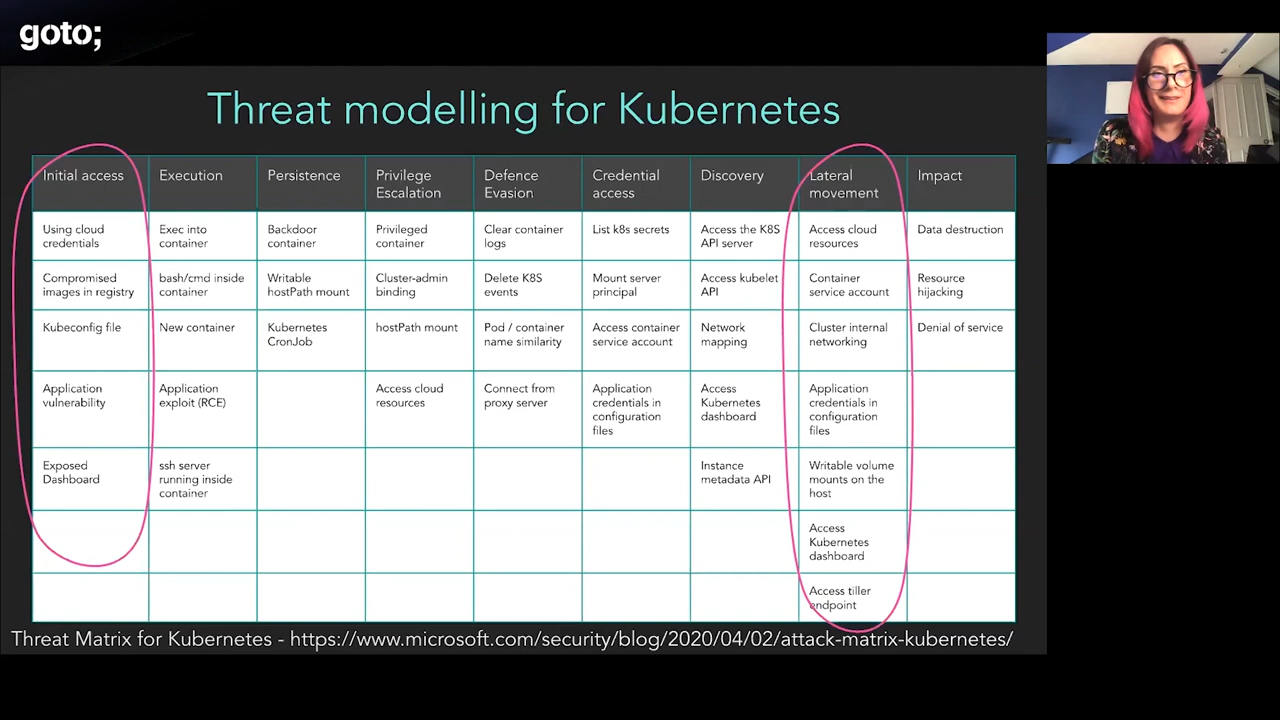 goto;
Threat modelling for Kubernetes
Initial access
Execution
Persistence
Privilege
Escalation
Defence
Evasion
Credential
access
Discovery
Lateral
movement
Impact
Using cloud
credentials
Exec into
container
Backdoor
container
Privileged
container
Clear container
logs
List k8s secrets
Access the K8S
API server
Access cloud
resources
Data destruction
Compromised
images in registry
bash/cmd inside
container
Writable
hostPath mount
Cluster-admin
binding
Delete K8S
events
Mount server
principal
Access kubelet
API
Container
service account
Resource
hijacking
Kubeconfig file
New container
Kubernetes
CronJob
hostPath mount
Pod / container
name similarity
Access container
service account
Network
mapping
Cluster internal
networking
Denial of service
Application
vulnerability
Application
exploit (RCE)
Access cloud
resources
Connect from
proxy server
Application
credentials in
configuration
files
Access
Kubernetes
dashboard
Application
credentials in
configuration
files
Exposed
Dashboard
ssh server
running inside
container
Instance
metadata API
Writable volume
mounts on the
host
Access
Kubernetes
dashboard
Access tiller
endpoint
Threat Matrix for Kubernetes - https://www.microsoft.com/security/blog/2020/04/02/attack-matrix-kubernetes/